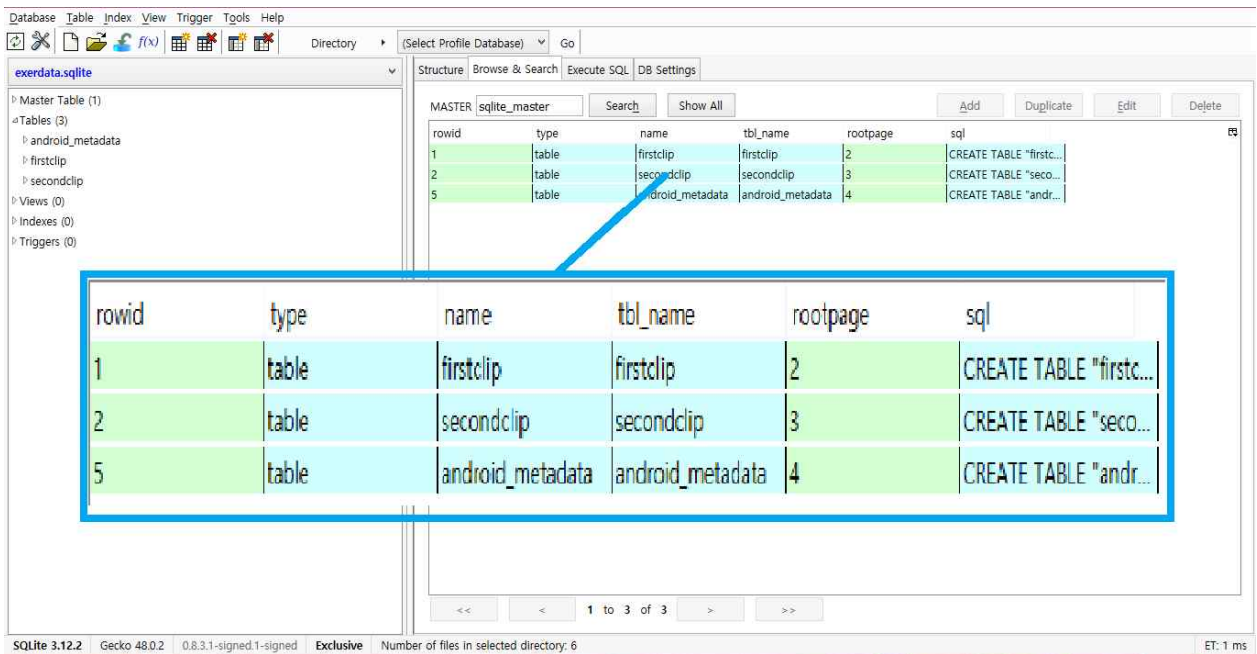 Database Table Index View Trigger Tools Help
f(x) Directory (Select Profile Database) Go
exerdata.sqlite
Master Table (1)
Tables (3)
android_metadata
firstclip
secondclip
Views (0)
Indexes (0)
Triggers (0)
Structure Browse & Search Execute SQL DB Settings
MASTER sqlite_master Search Show All Add Duplicate Edit Delete
rowid type name tbl_name rootpage sql
1 table firstclip firstclip 2 CREATE TABLE "firstc...
2 table secondclip secondclip 3 CREATE TABLE "seco...
5 table android_metadata android_metadata 4 CREATE TABLE "andr...
rowid type name tbl_name rootpage sql
1 table firstclip firstclip 2 CREATE TABLE "firstc...
2 table secondclip secondclip 3 CREATE TABLE "seco...
5 table android_metadata android_metadata 4 CREATE TABLE "andr...
<< < 1 to 3 of 3 > >>
SQLite 3.12.2 Gecko 48.0.2 0.8.3.1-signed.1-signed Exclusive Number of files in selected directory: 6 ET: 1 ms